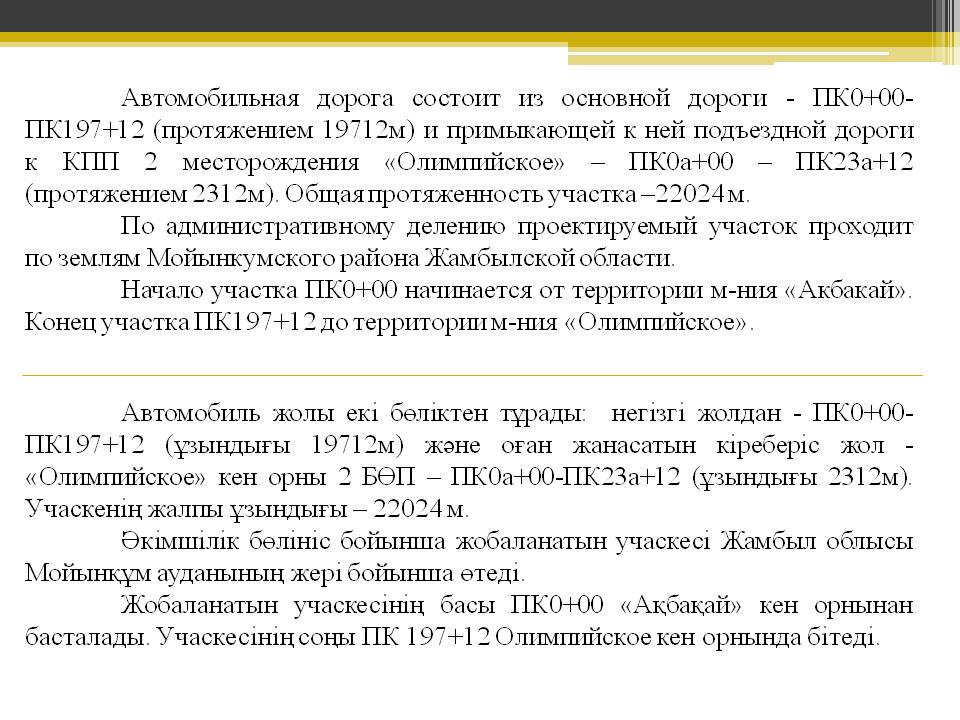 Автомобильная дорога состоит из основной дороги - ПК0+00-
ПК197+12 (протяжением 19712м) и примыкающей к ней подъездной дороги
к КПП 2 месторождения «Олимпийское» – ПК0а+00 – ПК23а+12
(протяжением 2312м). Общая протяженность участка –22024 м.
По административному делению проектируемый участок проходит
по землям Мойынкумского района Жамбылской области.
Начало участка ПК0+00 начинается от территории м-ния «Акбакай».
Конец участка ПК197+12 до территории м-ния «Олимпийское».
Автомобиль жолы екі бөліктен тұрады: негізгі жолдан - ПК0+00-
ПК197+12 (ұзындығы 19712м) және оған жанасатын кіреберіс жол -
«Олимпийское» кен орны 2 БӨП – ПК0а+00-ПК23а+12 (ұзындығы 2312м).
Учаскенің жалпы ұзындығы – 22024 м.
Әкімшілік бөлініс бойынша жобаланатын учаскесі Жамбыл облысы
Мойынқұм ауданының жері бойынша өтеді.
Жобаланатын учаскесінің басы ПК0+00 «Ақбақай» кен орнынан
басталады. Учаскесінің соңы ПК 197+12 Олимпийское кен орнында бітеді.